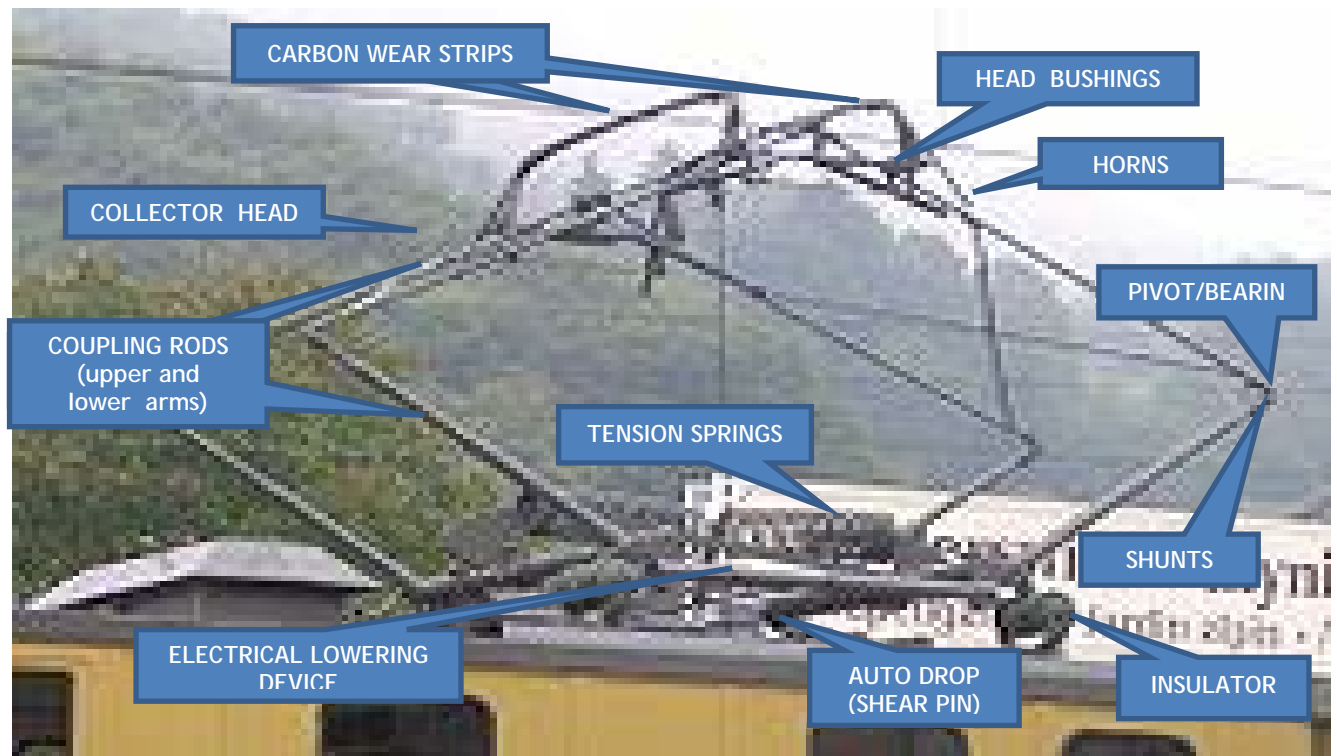 CARBON WEAR STRIPS
HEAD BUSHINGS
HORNS
COLLECTOR HEAD
PIVOT/BEARIN
COUPLING RODS
(upper and
lower arms)
TENSION SPRINGS
SHUNTS
ELECTRICAL LOWERING
DEVICE
AUTO DROP
(SHEAR PIN)
INSULATOR